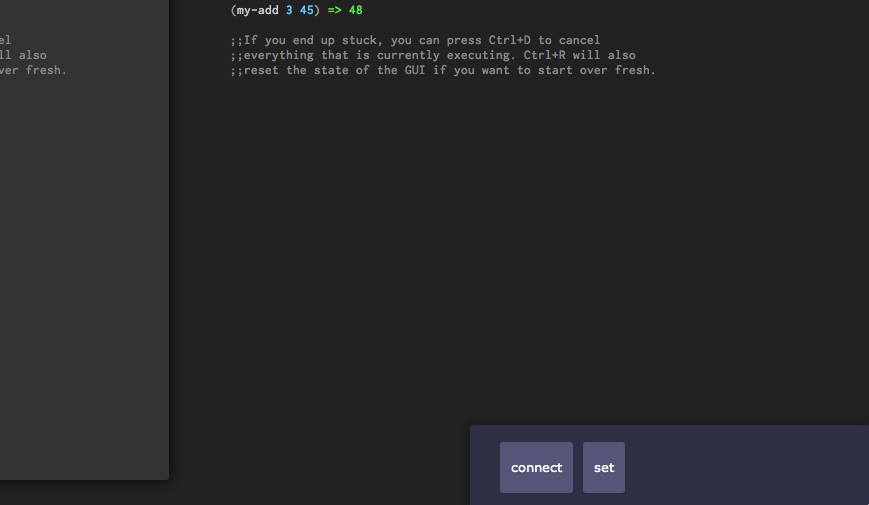 (my-add 3 45) => 48
el
ll also
ver fresh.
;;If you end up stuck, you can press Ctrl+D to cancel
;;everything that is currently executing. Ctrl+R will also
;;reset the state of the GUI if you want to start over fresh.
connect
set